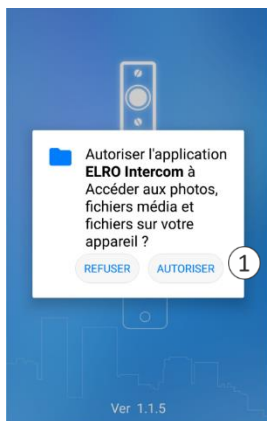 Autoriser l'application
ELRO Intercom à
Accéder aux photos,
fichiers média et
fichiers sur votre
appareil ?
REFUSER AUTORISER 1
Ver 1.1.5